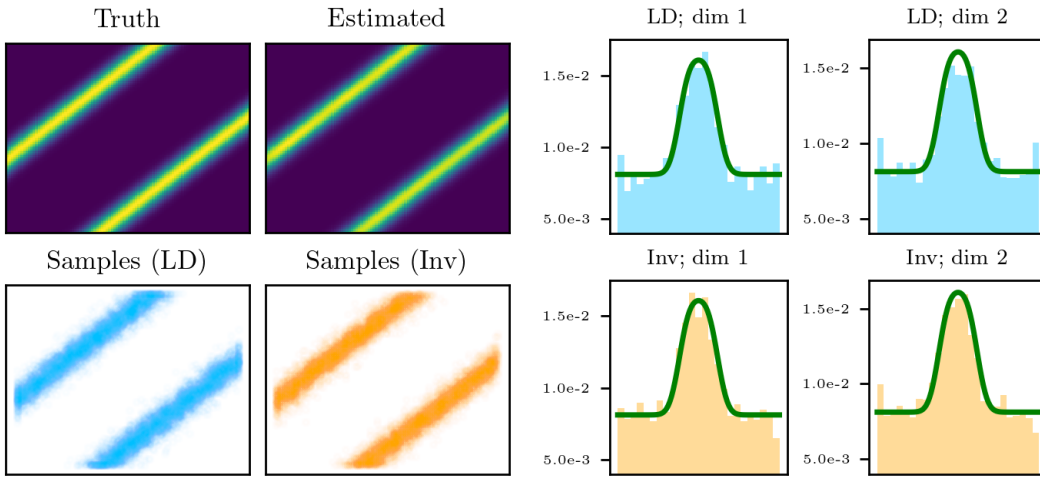 Truth
Estimated
LD; dim 1
LD; dim 2
1.5e-2
1.0e-2
5.0e-3
1.5e-2
1.0e-2
5.0e-3
Samples (LD)
Samples (Inv)
Inv; dim 1
Inv; dim 2
1.5e-2
1.0e-2
5.0e-3
1.5e-2
1.0e-2
5.0e-3